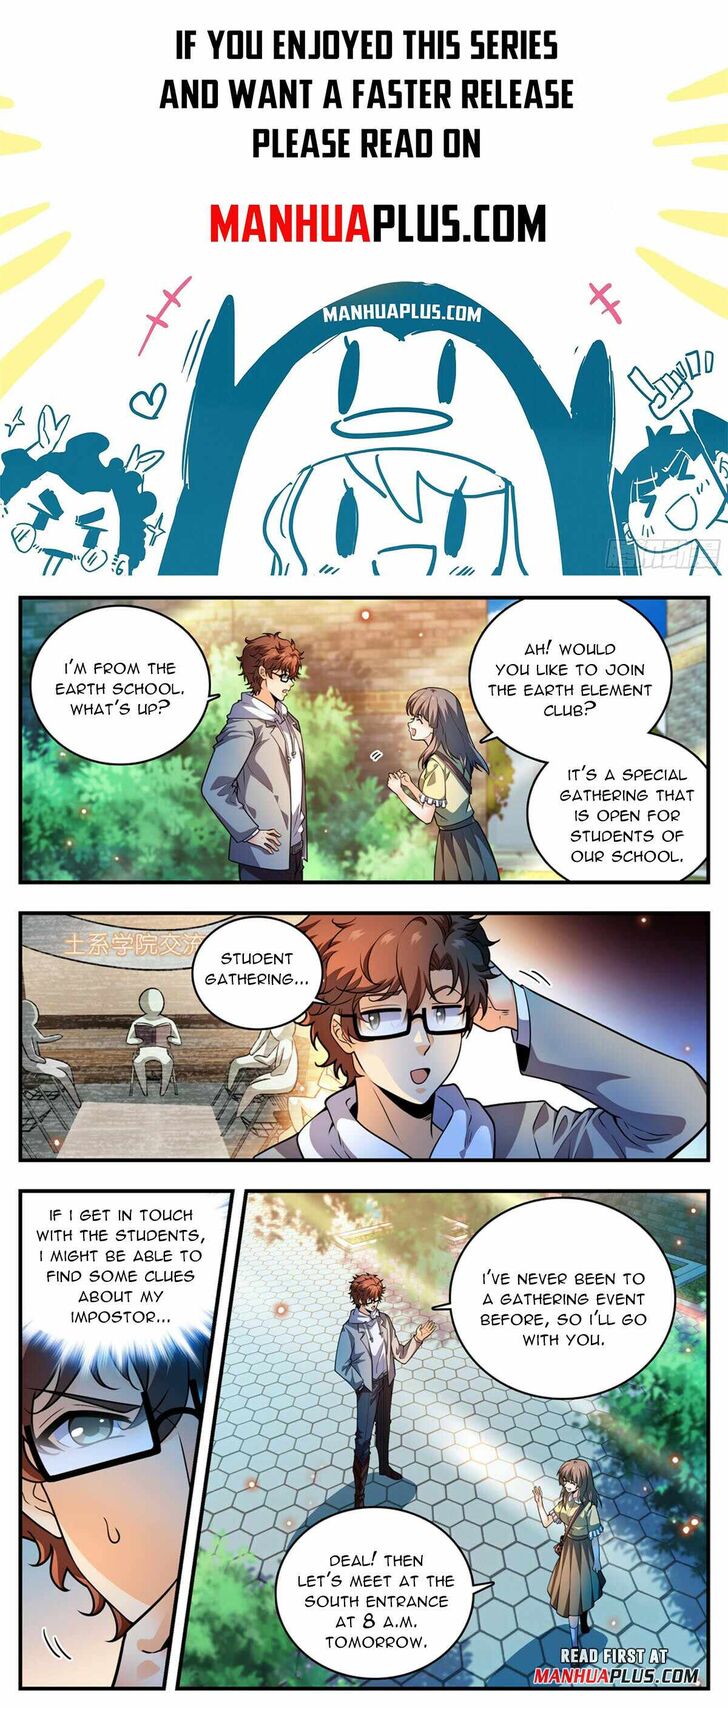 IF YOU ENJOYED THIS SERIES
AND WANT A FASTER RELEASE
PLEASE READ ON
MANHUAPLUS.COM
MANHUAPLUS.COM
I'M FROM THE
EARTH SCHOOL.
WHAT'S UP?
AH! WOULD
YOU LIKE TO JOIN
THE EARTH ELEMENT
CLUB?
IT'S A SPECIAL
GATHERING THAT
IS OPEN FOR
STUDENTS OF
OUR SCHOOL.
土系学院交流
STUDENT
GATHERING...
IF I GET IN TOUCH
WITH THE STUDENTS,
I MIGHT BE ABLE TO
FIND SOME CLUES
ABOUT MY
IMPOSTOR...
I'VE NEVER BEEN TO
A GATHERING EVENT
BEFORE, SO I'LL GO
WITH YOU.
DEAL! THEN
LET'S MEET AT THE
SOUTH ENTRANCE
AT 8 A.M.
TOMORROW.
READ FIRST AT
MANHUAPLUS.COM